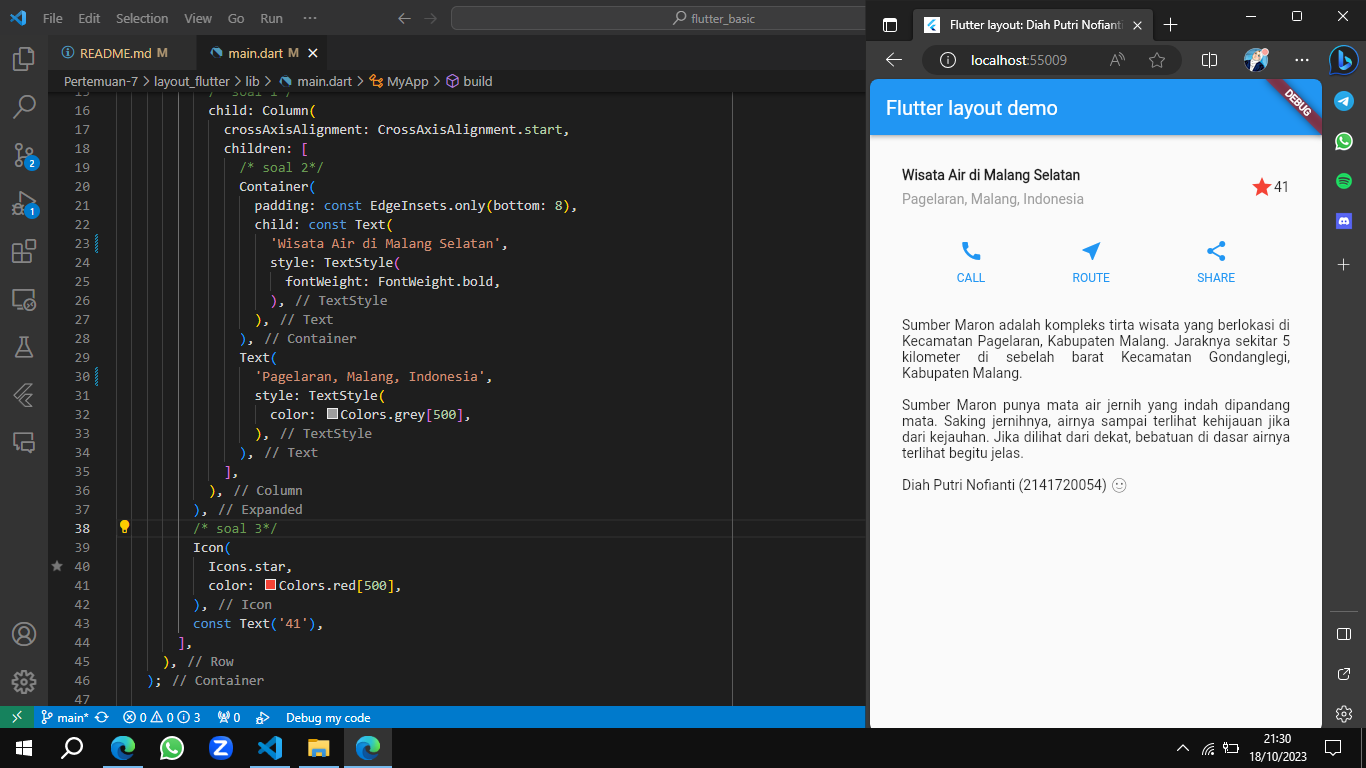 File Edit Selection View Go Run ···
flutter_basic
README.md M
main.dart M
Pertemuan-7 > layout_flutter > lib > main.dart > MyApp > build
15 /* soal 1*/
16 child: Column(
17 crossAxisAlignment: CrossAxisAlignment.start,
18 children: [
19 /* soal 2*/
20 Container(
21 padding: const EdgeInsets.only(bottom: 8),
22 child: const Text(
23 'Wisata Air di Malang Selatan',
24 style: TextStyle(
25 fontWeight: FontWeight.bold,
26 ), // TextStyle
27 ), // Text
28 ), // Container
29 Text(
30 'Pagelaran, Malang, Indonesia',
31 style: TextStyle(
32 color: Colors.grey[500],
33 ), // TextStyle
34 ), // Text
35 ],
36 ), // Column
37 ), // Expanded
38 /* soal 3*/
39 Icon(
40 Icons.star,
41 color: Colors.red[500],
42 ), // Icon
43 const Text('41'),
44 ],
45 ), // Row
46 ); // Container
47
2
1
main* 0 0 3 0 Debug my code
Flutter layout: Diah Putri Nofianti
localhost:55009
Flutter layout demo
DEBUG
Wisata Air di Malang Selatan
41
Pagelaran, Malang, Indonesia
CALL ROUTE SHARE
Sumber Maron adalah kompleks tirta wisata yang berlokasi di
Kecamatan Pagelaran, Kabupaten Malang. Jaraknya sekitar 5
kilometer di sebelah barat Kecamatan Gondanglegi,
Kabupaten Malang.
Sumber Maron punya mata air jernih yang indah dipandang
mata. Saking jernihnya, airnya sampai terlihat kehijauan jika
dari kejauhan. Jika dilihat dari dekat, bebatuan di dasar airnya
terlihat begitu jelas.
Diah Putri Nofianti (2141720054) 🙂
21:30
18/10/2023